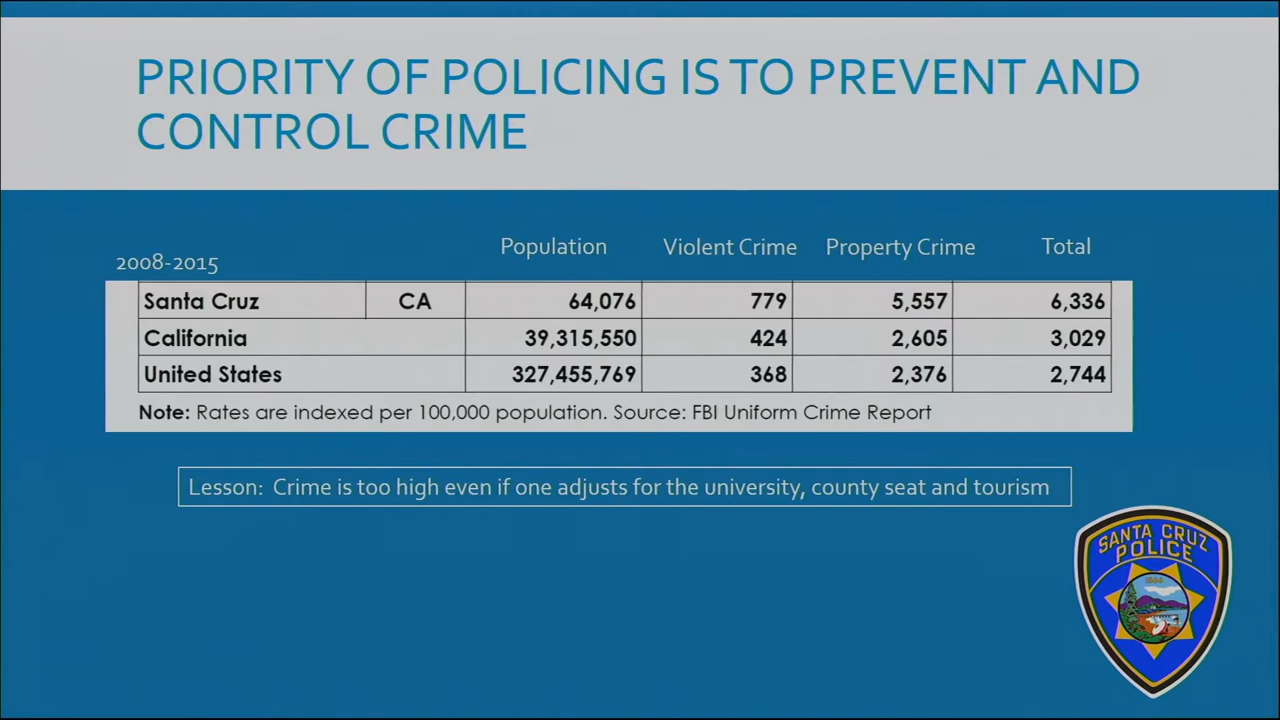 PRIORITY OF POLICING IS TO PREVENT AND
CONTROL CRIME
2008-2015 Population Violent Crime Property Crime Total
Santa Cruz CA 64,076 779 5,557 6,336
California 39,315,550 424 2,605 3,029
United States 327,455,769 368 2,376 2,744
Note: Rates are indexed per 100,000 population. Source: FBI Uniform Crime Report
Lesson: Crime is too high even if one adjusts for the university, county seat and tourism
SANTA CRUZ
POLICE